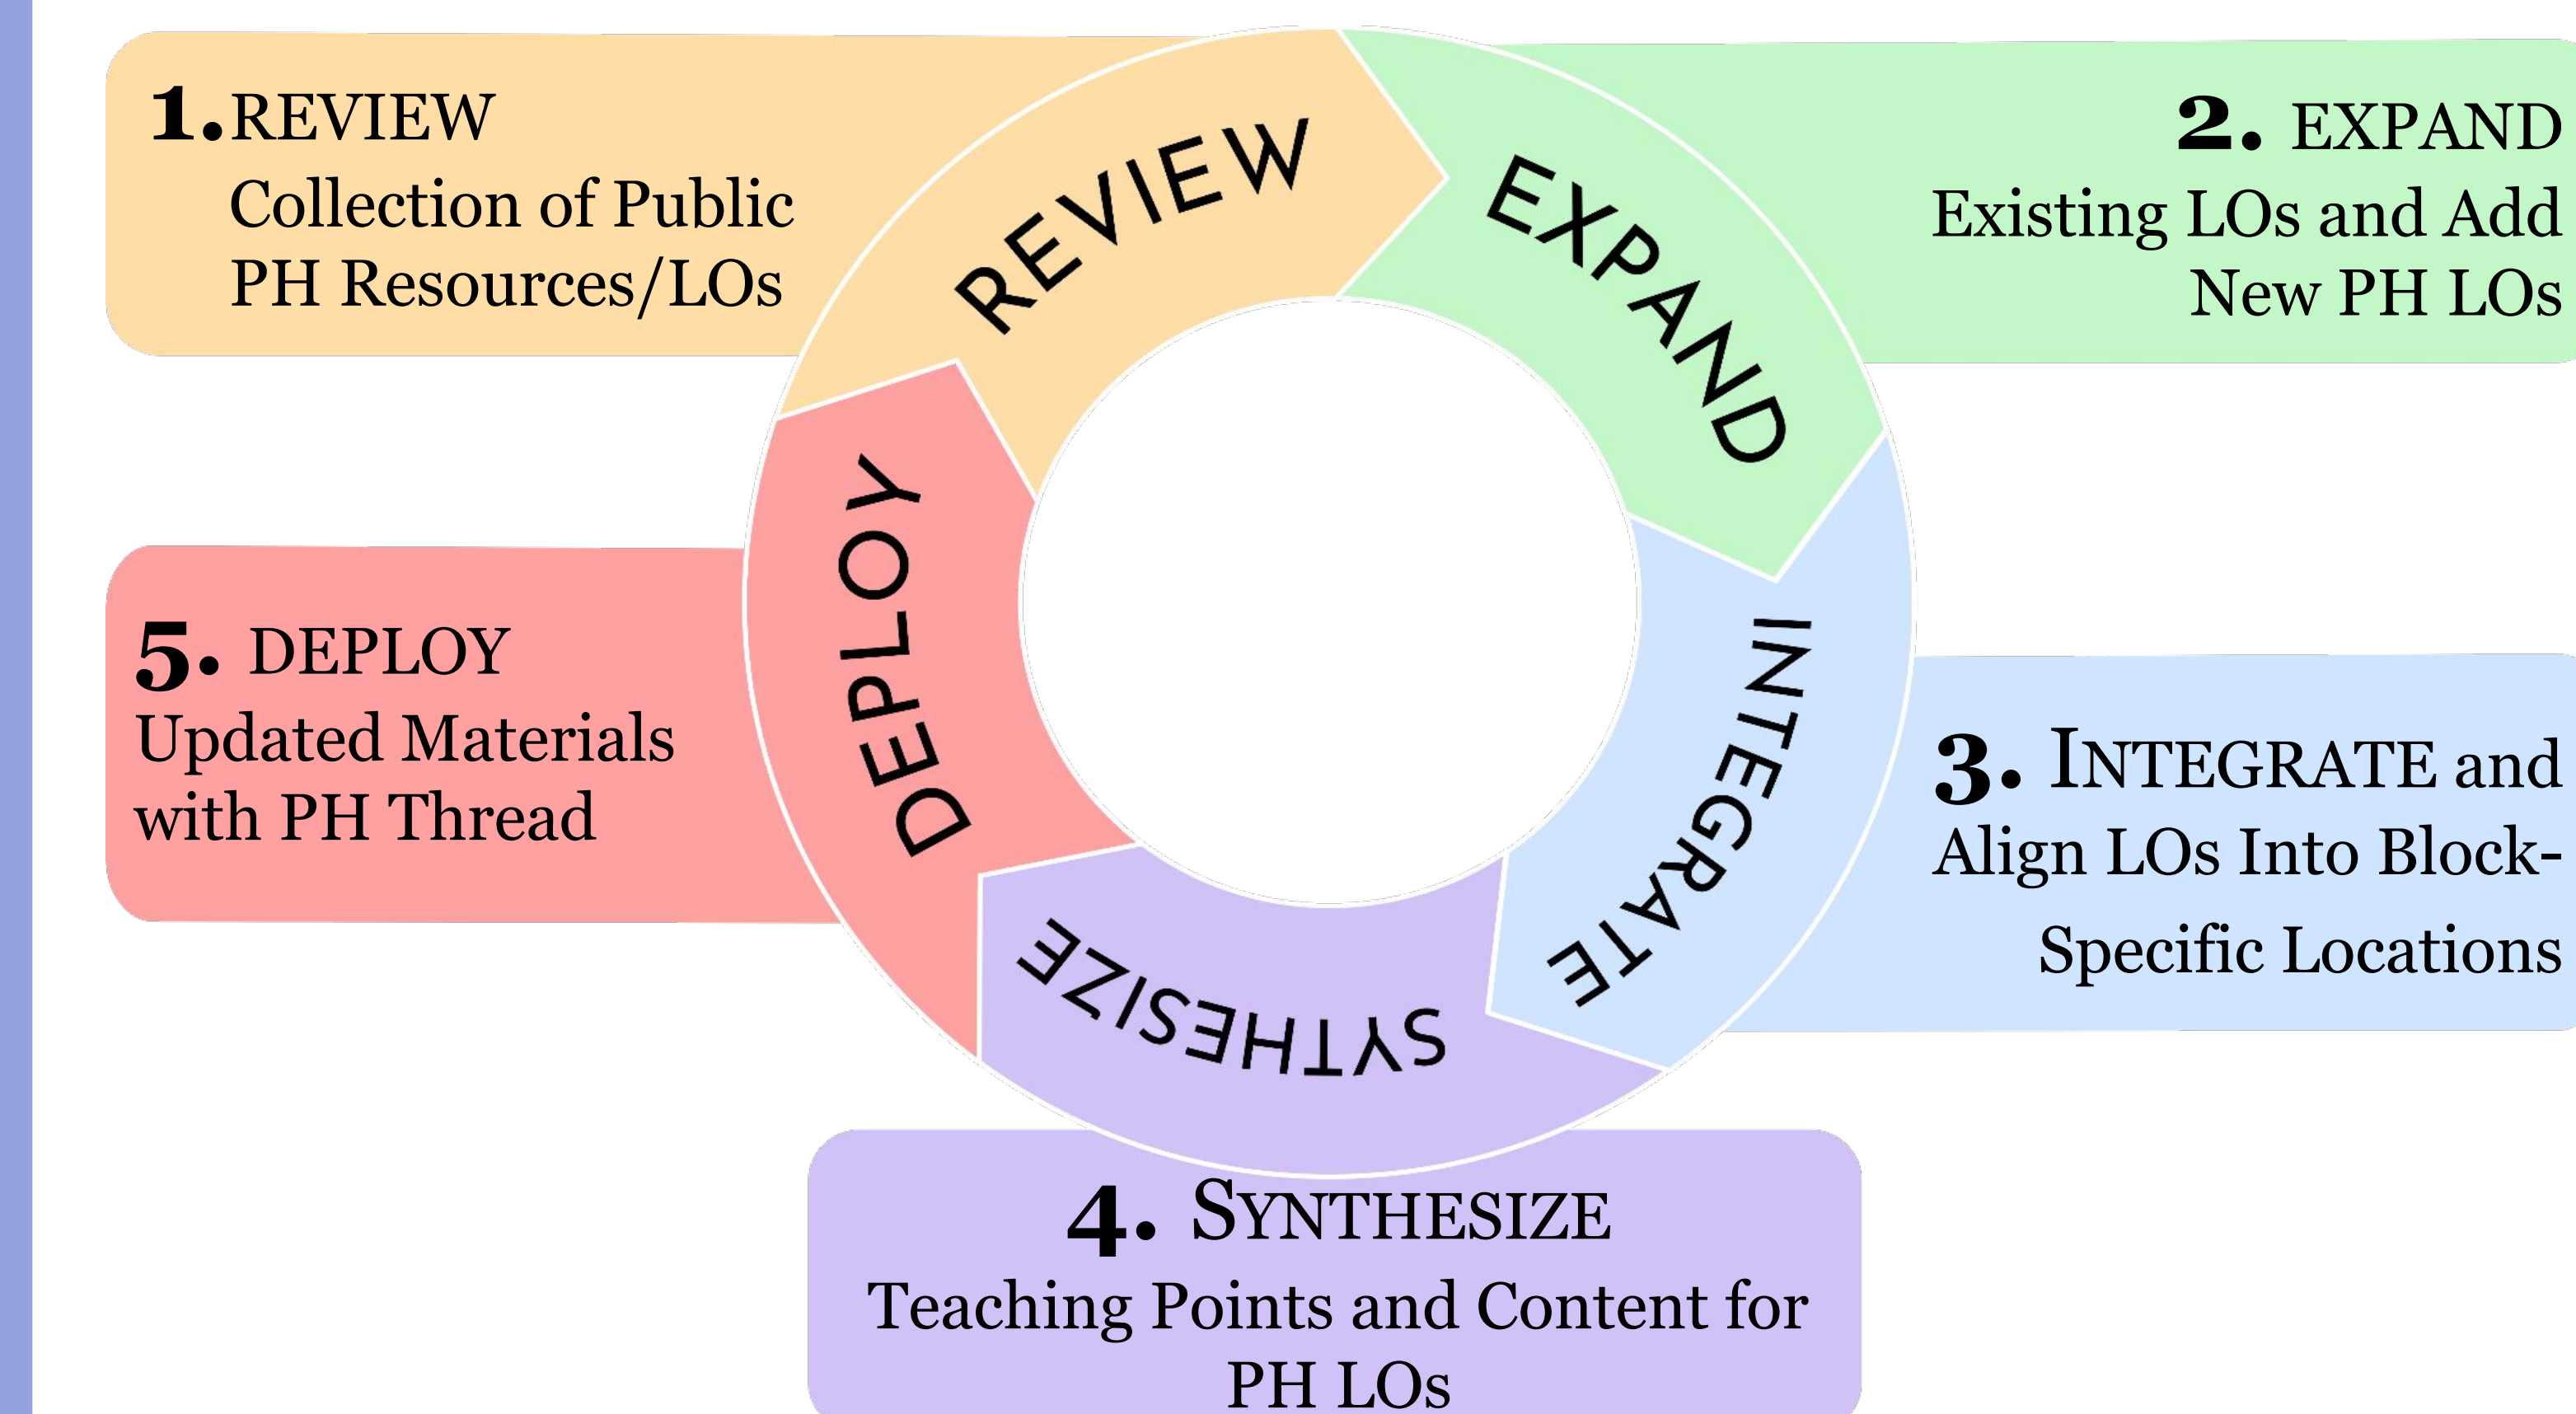 1.REVIEW
Collection of Public
PH Resources/LOs
2. EXPAND
Existing LOs and Add
New PH LOs
3. INTEGRATE and
Align LOs Into Block-
Specific Locations
4. SYNTHESIZE
Teaching Points and Content for
PH LOs
5. DEPLOY
Updated Materials
with PH Thread
REVIEW
EXPAND
INTEGRATE
SYTHESIZE
DEPLOY